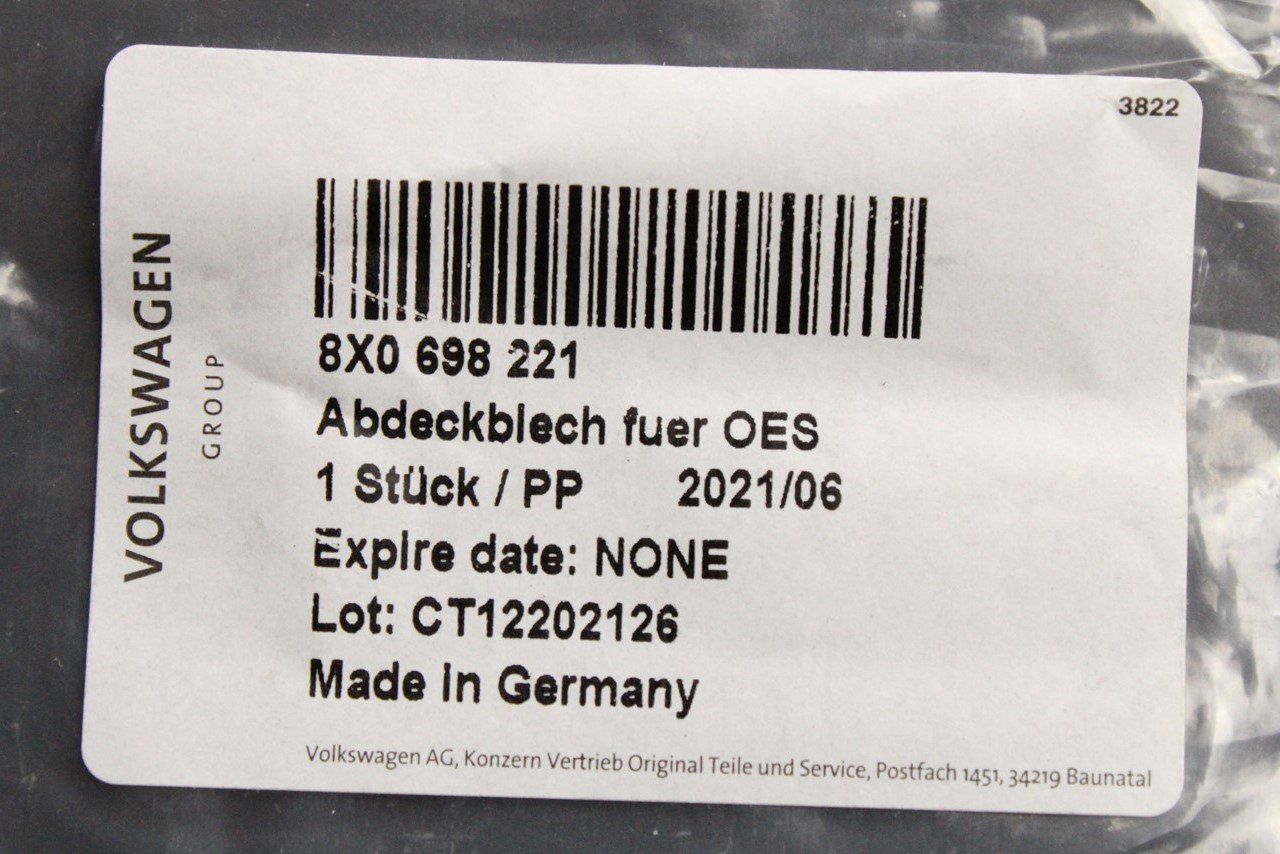 3822
VOLKSWAGEN
GROUP
8X0 698 221
Abdeckblech fuer OES
1 Stück / PP 2021/06
Expire date: NONE
Lot: CT12202126
Made in Germany
Volkswagen AG, Konzern Vertrieb Original Teile und Service, Postfach 1451, 34219 Baunatal